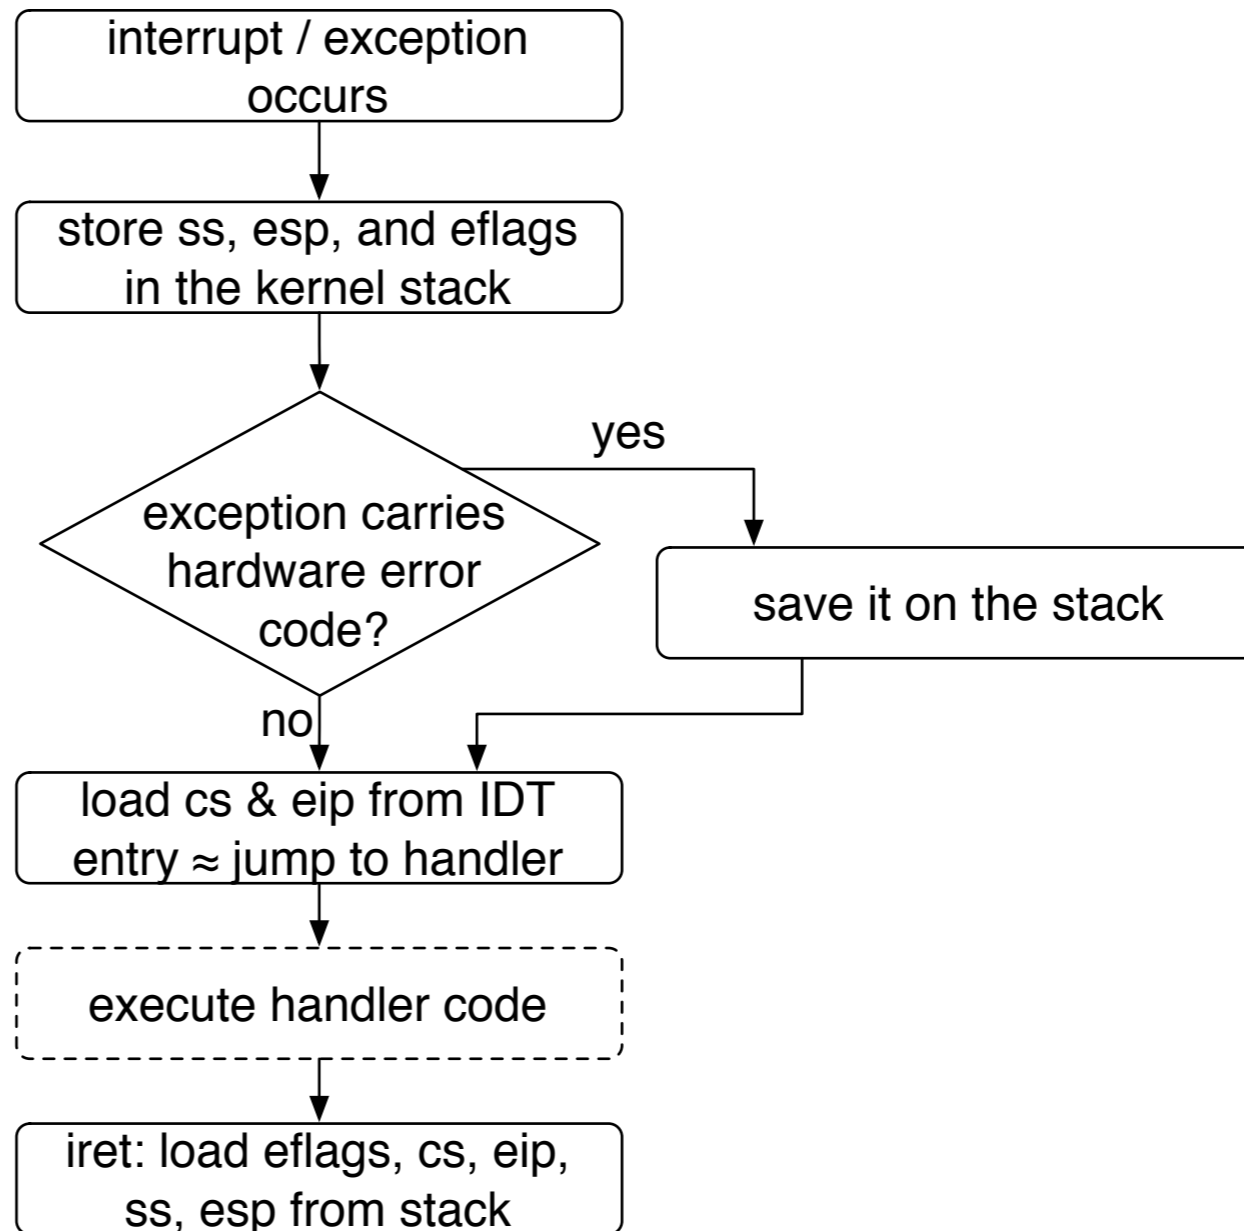 interrupt / exception
occurs
store ss, esp, and eflags
in the kernel stack
yes
exception carries
hardware error
code?
save it on the stack
no
load cs & eip from IDT
entry ≈ jump to handler
execute handler code
iret: load eflags, cs, eip,
ss, esp from stack